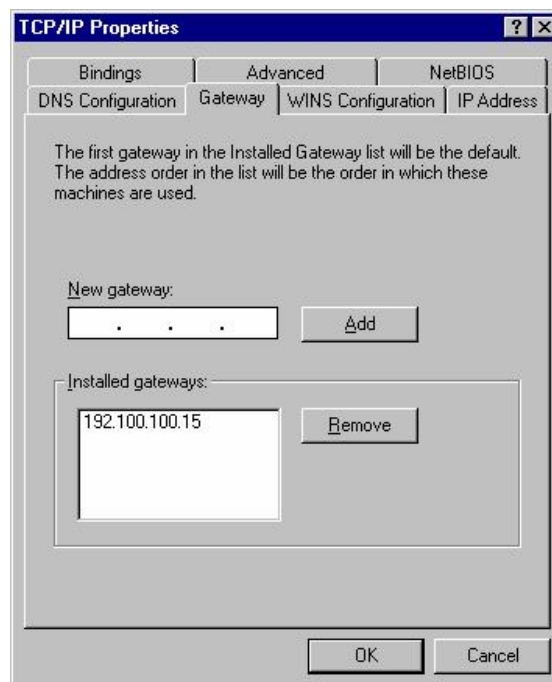 TCP/IP Properties
Bindings
Advanced
NetBIOS
DNS Configuration
Gateway
WINS Configuration
IP Address
The first gateway in the Installed Gateway list will be the default.
The address order in the list will be the order in which these
machines are used.
New gateway:
. . .
Add
Installed gateways:
192.100.100.15
Remove
OK
Cancel